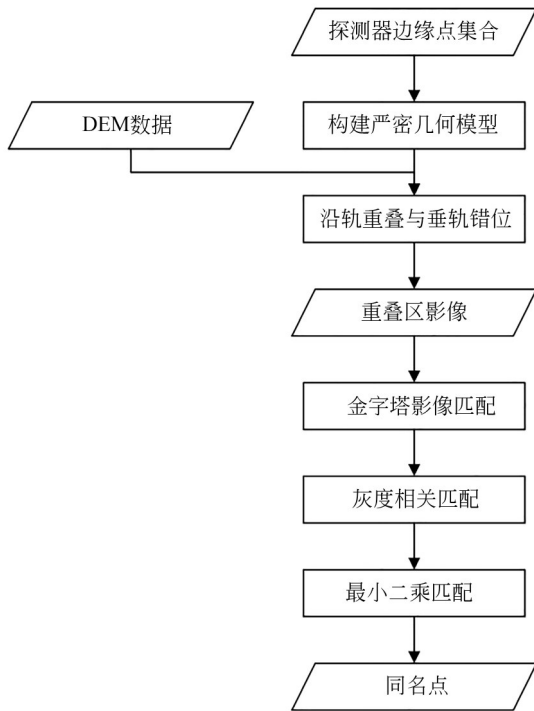 探测器边缘点集合
DEM数据
构建严密几何模型
沿轨重叠与垂轨错位
重叠区影像
金字塔影像匹配
灰度相关匹配
最小二乘匹配
同名点